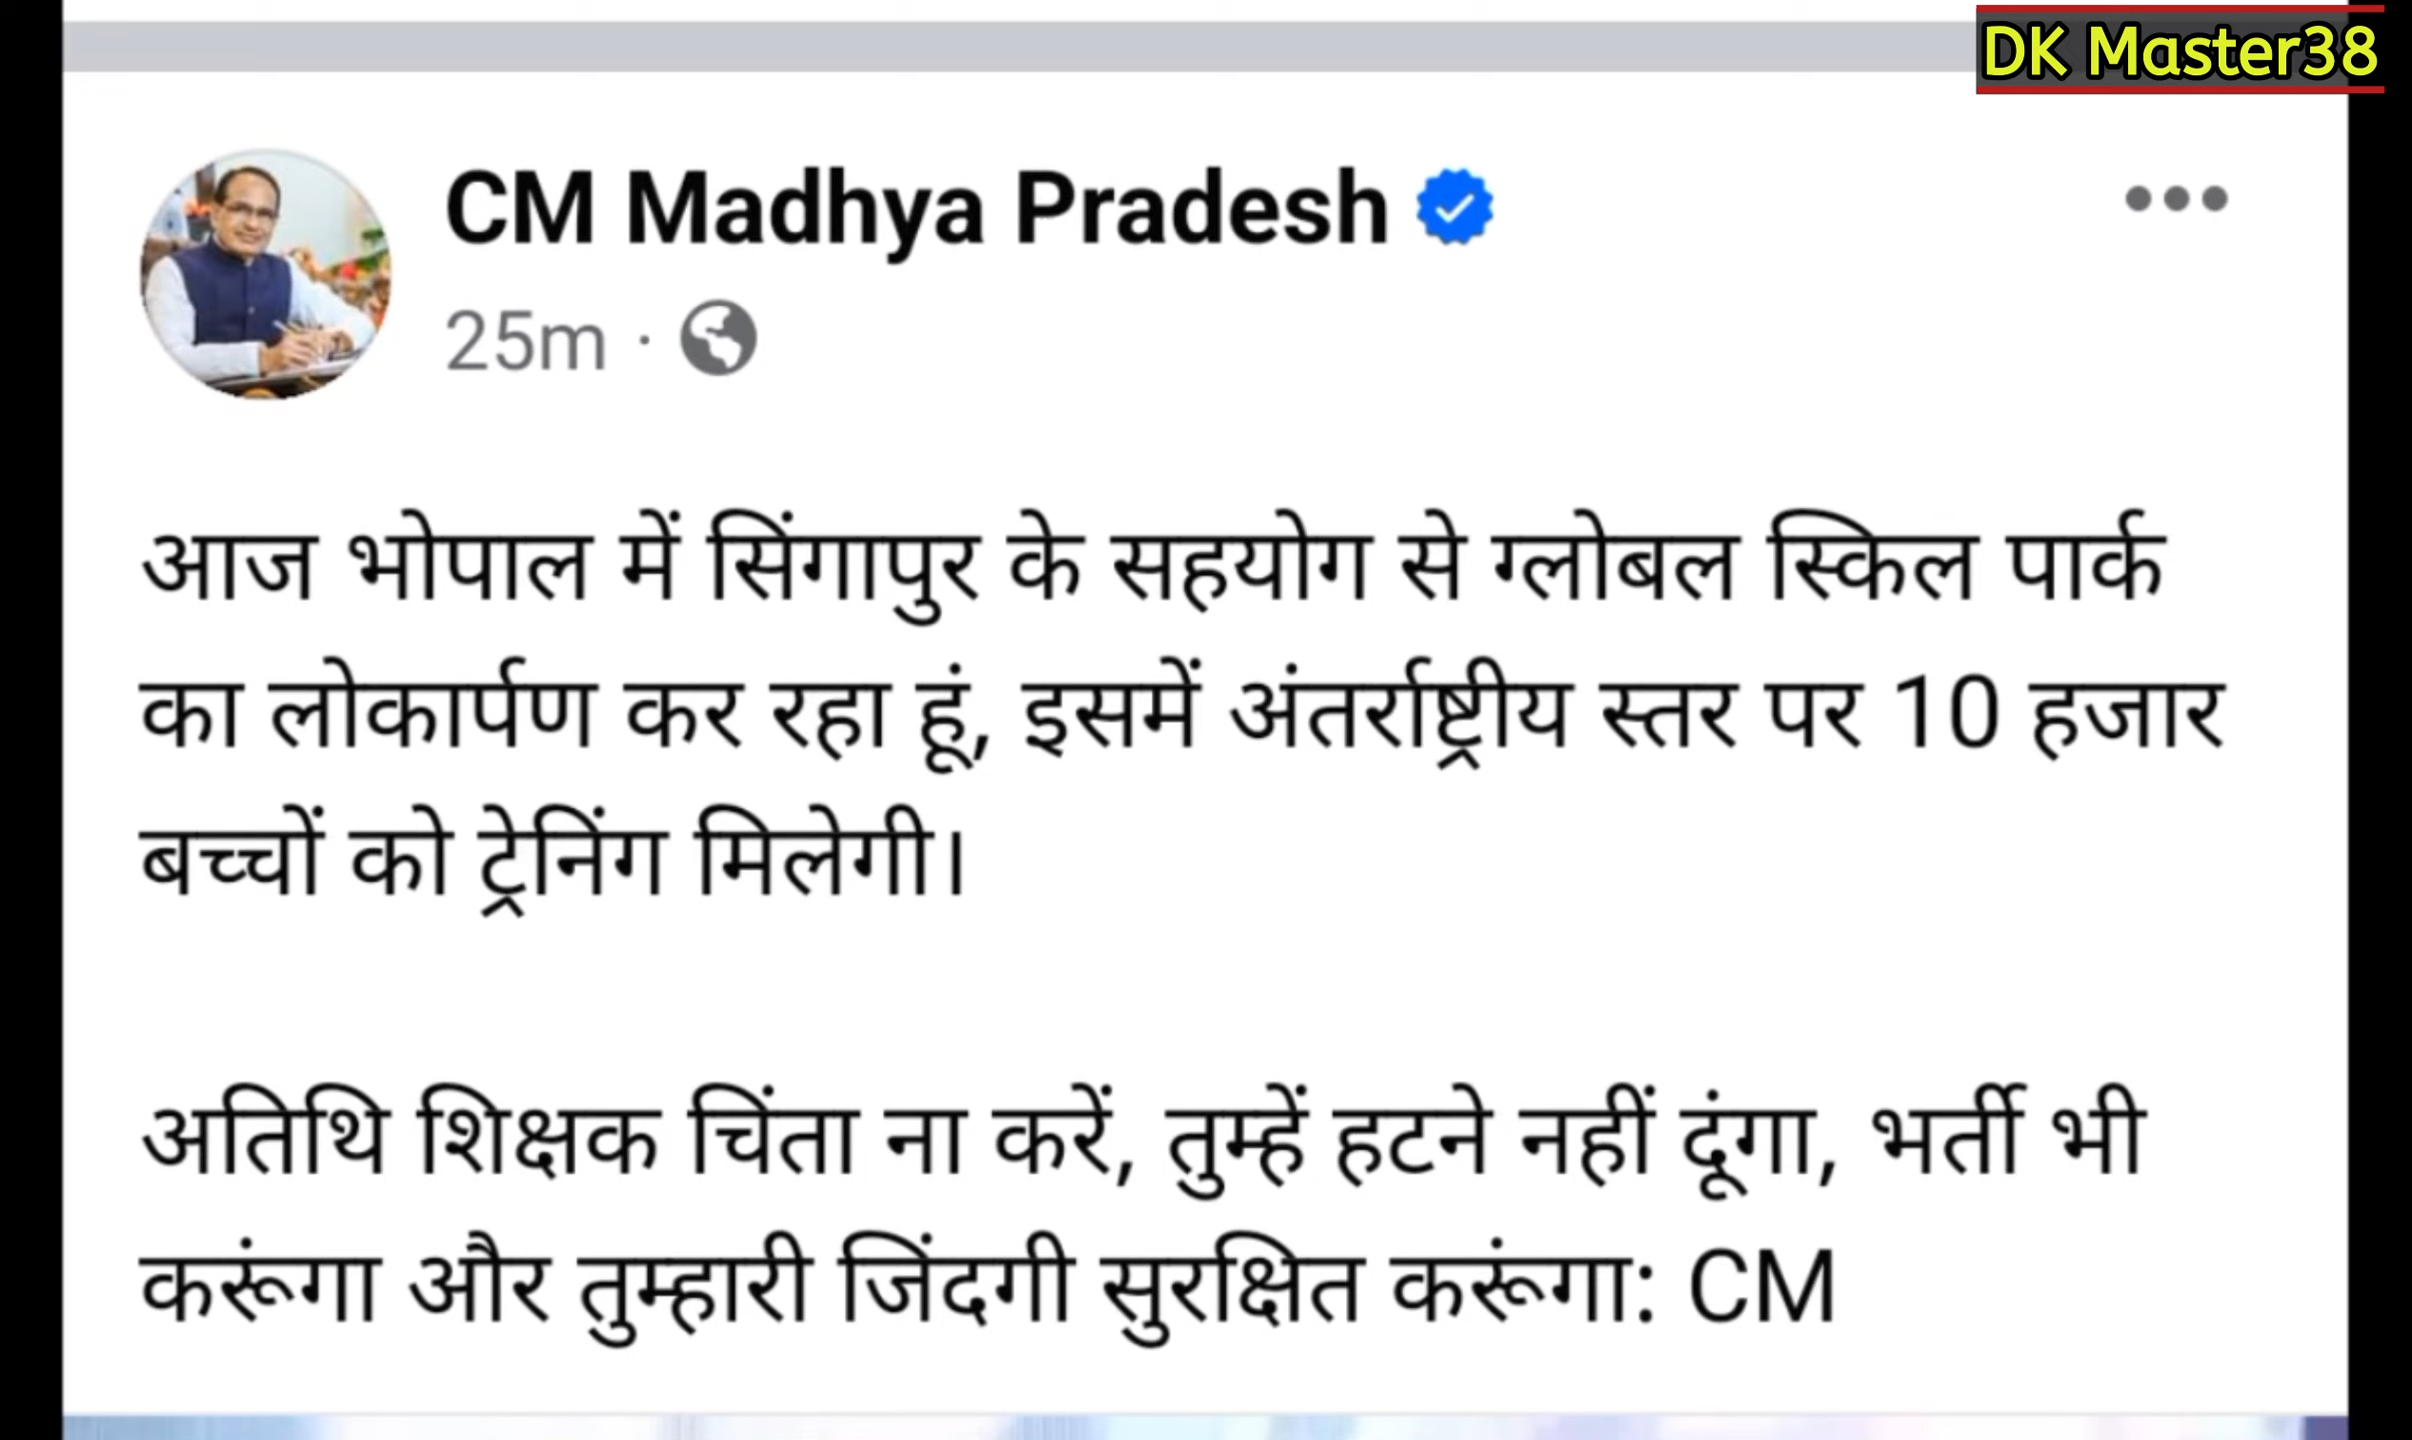 DK Master38
CM Madhya Pradesh
25m ·
आज भोपाल में सिंगापुर के सहयोग से ग्लोबल स्किल पार्क
का लोकार्पण कर रहा हूं, इसमें अंतर्राष्ट्रीय स्तर पर 10 हजार
बच्चों को ट्रेनिंग मिलेगी।
अतिथि शिक्षक चिंता ना करें, तुम्हें हटने नहीं दूंगा, भर्ती भी
करूंगा और तुम्हारी जिंदगी सुरक्षित करूंगा: CM